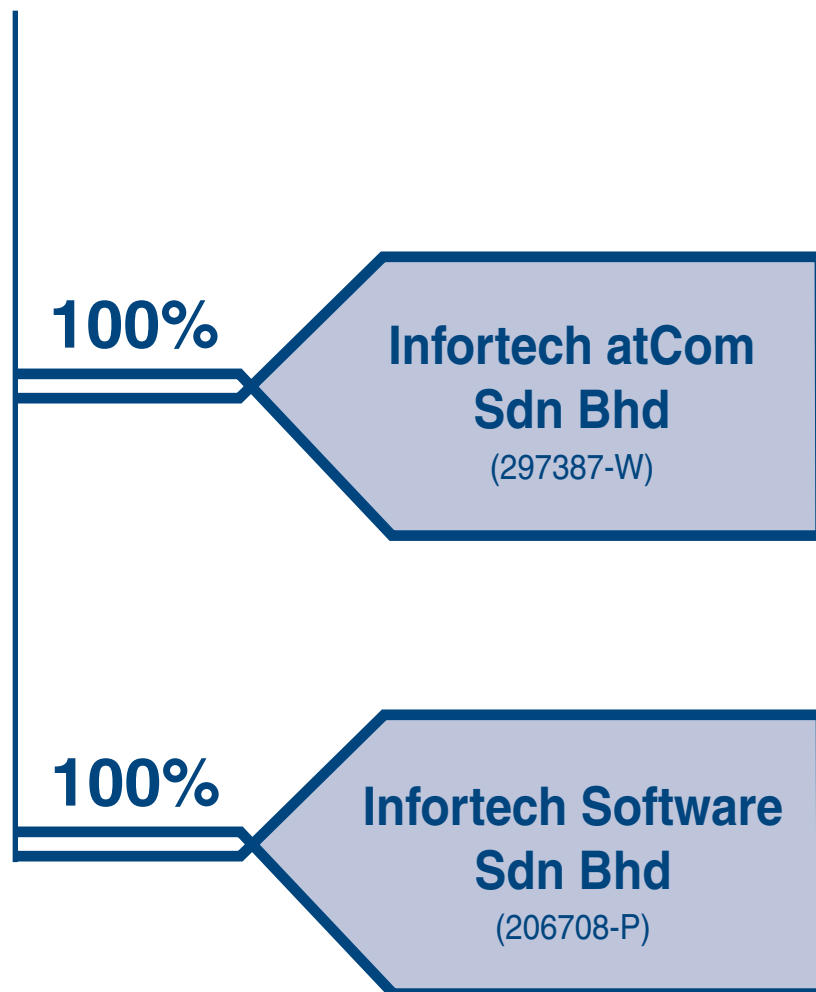 100%
Infortech atCom
Sdn Bhd
(297387-W)
100%
Infortech Software
Sdn Bhd
(206708-P)